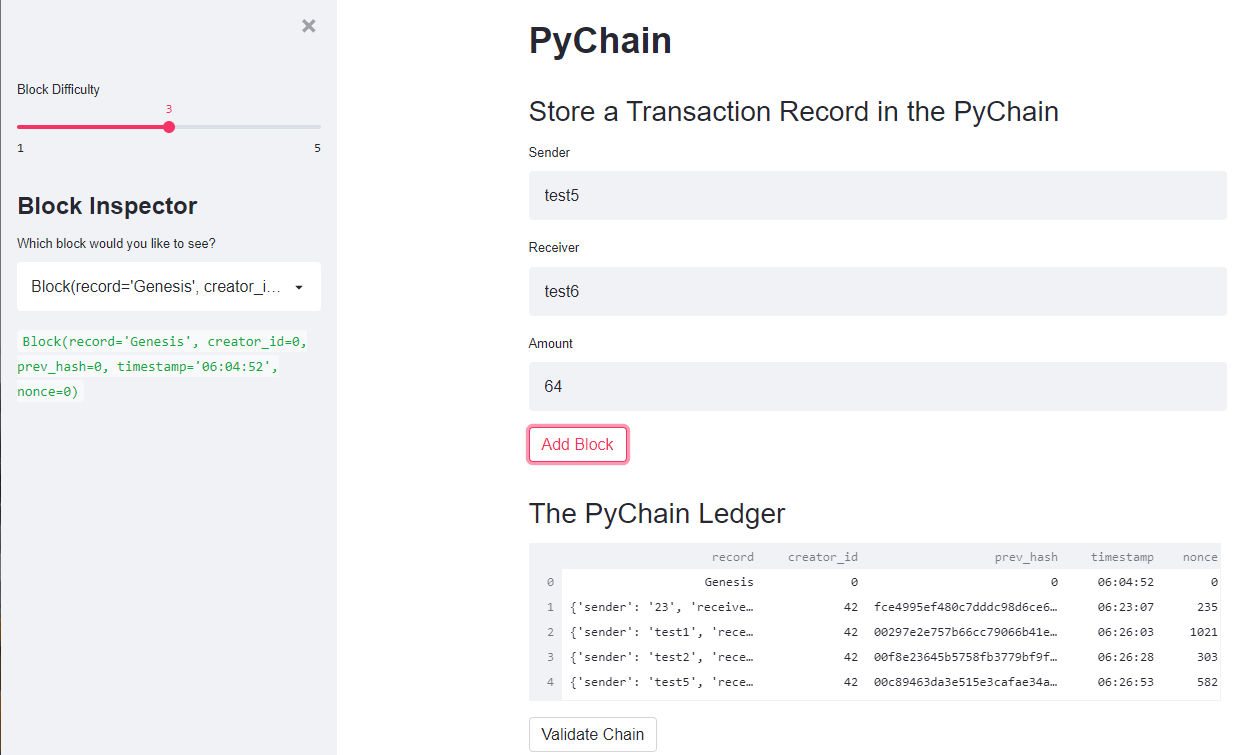 ×
Block Difficulty
3
1 5
Block Inspector
Which block would you like to see?
Block(record='Genesis', creator_i...
Block(record='Genesis', creator_id=0,
prev_hash=0, timestamp='06:04:52',
nonce=0)
PyChain
Store a Transaction Record in the PyChain
Sender
test5
Receiver
test6
Amount
64
Add Block
The PyChain Ledger
record creator_id prev_hash timestamp nonce
0 Genesis 0 0 06:04:52 0
1 {'sender': '23', 'receive… 42 fce4995ef480c7dddc98d6ce6… 06:23:07 235
2 {'sender': 'test1', 'rece… 42 00297e2e757b66cc79066b41e… 06:26:03 1021
3 {'sender': 'test2', 'rece… 42 00f8e23645b5758fb3779bf9f… 06:26:28 303
4 {'sender': 'test5', 'rece… 42 00c89463da3e515e3cafae34a… 06:26:53 582
Validate Chain